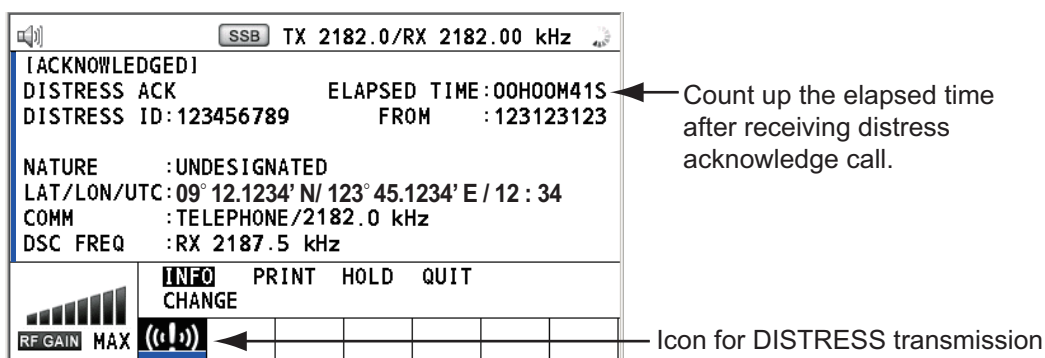 SSB TX 2182.0/RX 2182.00 kHz
[ACKNOWLEDGED]
DISTRESS ACK ELAPSED TIME:00H00M41S
DISTRESS ID:123456789 FROM :123123123
NATURE :UNDESIGNATED
LAT/LON/UTC:09°12.1234' N/ 123°45.1234' E / 12 : 34
COMM :TELEPHONE/2182.0 kHz
DSC FREQ :RX 2187.5 kHz
INFO PRINT HOLD QUIT
CHANGE
RF GAIN MAX
Count up the elapsed time
after receiving distress
acknowledge call.
Icon for DISTRESS transmission